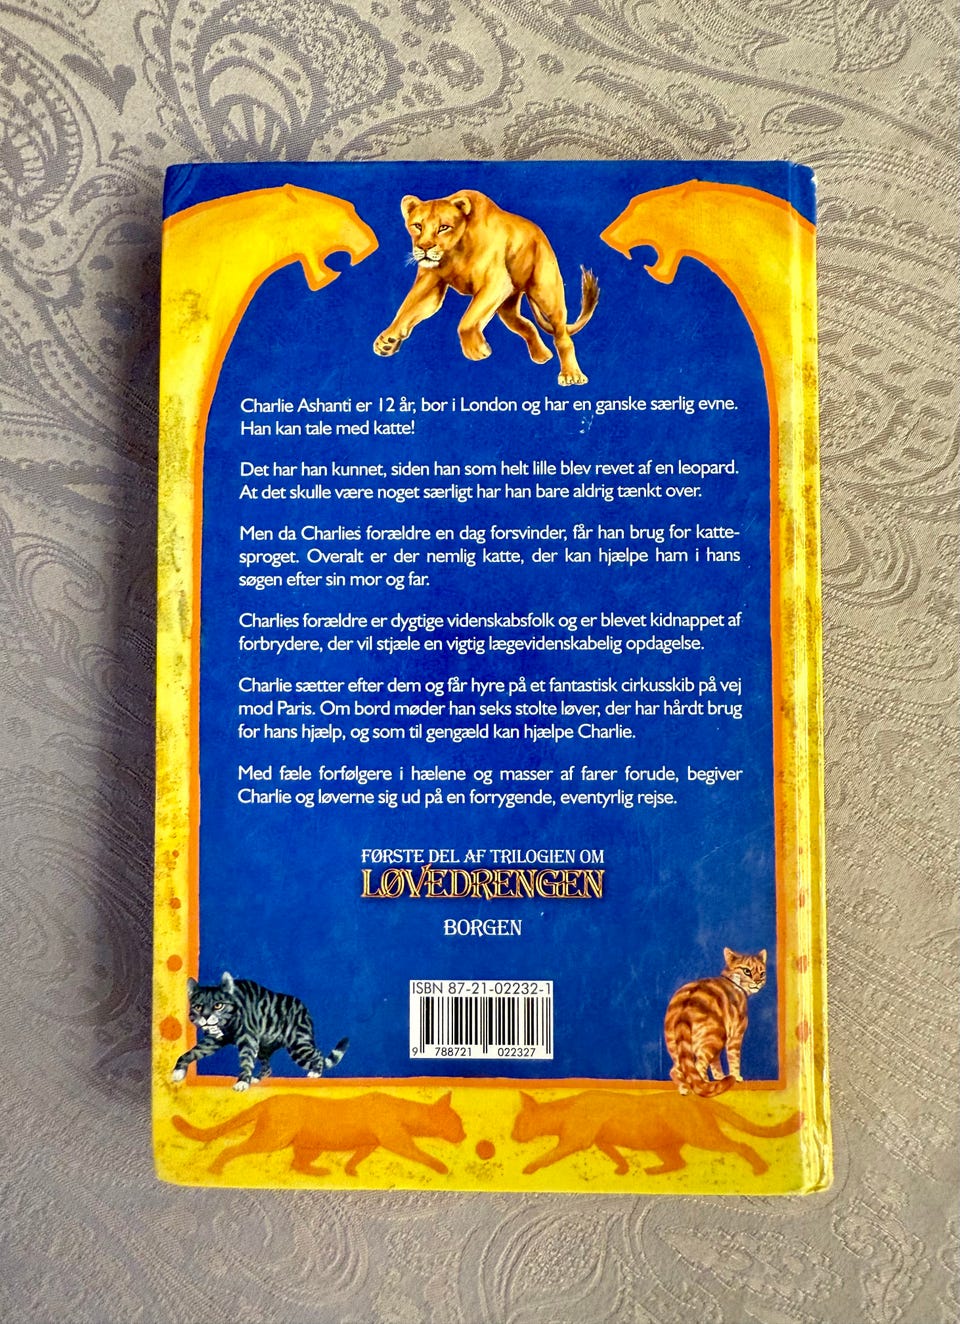 Charlie Ashanti er 12 år, bor i London og har en ganske særlig evne.
Han kan tale med katte!
Det har han kunnet, siden han som helt lille blev revet af en leopard.
At det skulle være noget særligt har han bare aldrig tænkt over.
Men da Charlies forældre en dag forsvinder, får han brug for katte-
sproget. Overalt er der nemlig katte, der kan hjælpe ham i hans
søgen efter sin mor og far.
Charlies forældre er dygtige videnskabsfolk og er blevet kidnappet af
forbrydere, der vil stjæle en vigtig lægevidenskabelig opdagelse.
Charlie sætter efter dem og får hyre på et fantastisk cirkusskib på vej
mod Paris. Om bord møder han seks stolte løver, der har hårdt brug
for hans hjælp, og som til gengæld kan hjælpe Charlie.
Med fæle forfølgere i hælene og masser af farer forude, begiver
Charlie og løverne sig ud på en forrygende, eventyrlig rejse.
FØRSTE DEL AF TRILOGIEN OM
LØVEDRENGEN
BORGEN
ISBN 87-21-02232-1
9 788721 022327